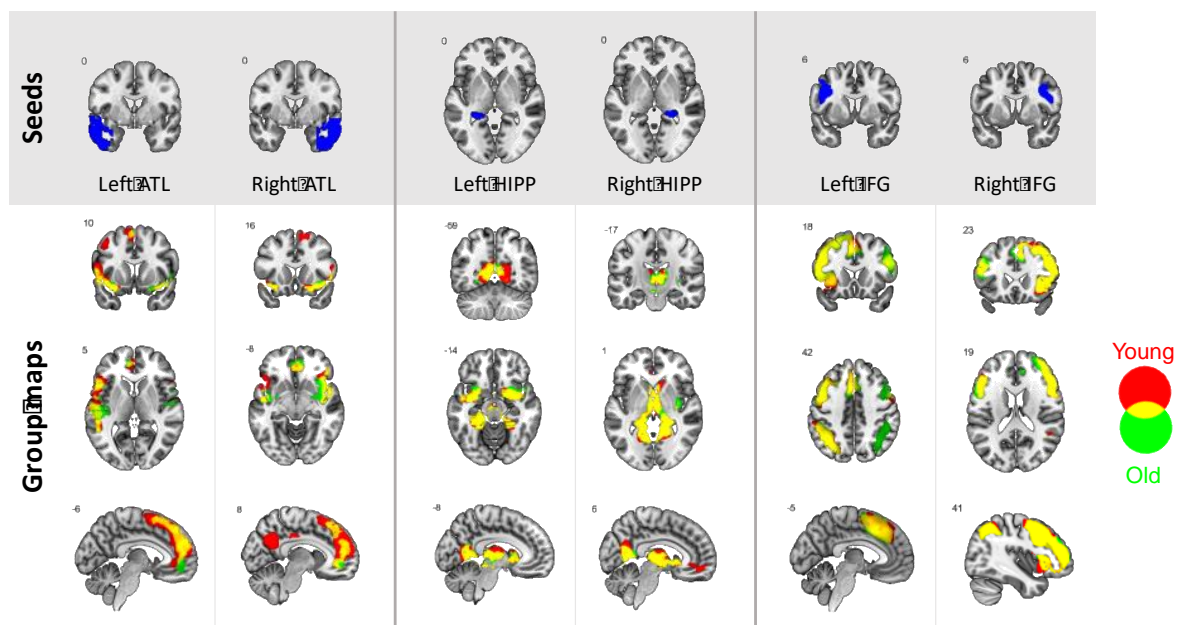 Seeds
0
0
0
0
6
6
Left ATL
Right ATL
Left HIPP
Right HIPP
Left IFG
Right IFG
Group maps
10
16
-59
-17
18
23
5
-8
-14
1
42
19
Young
Old
-6
8
-8
6
-5
41